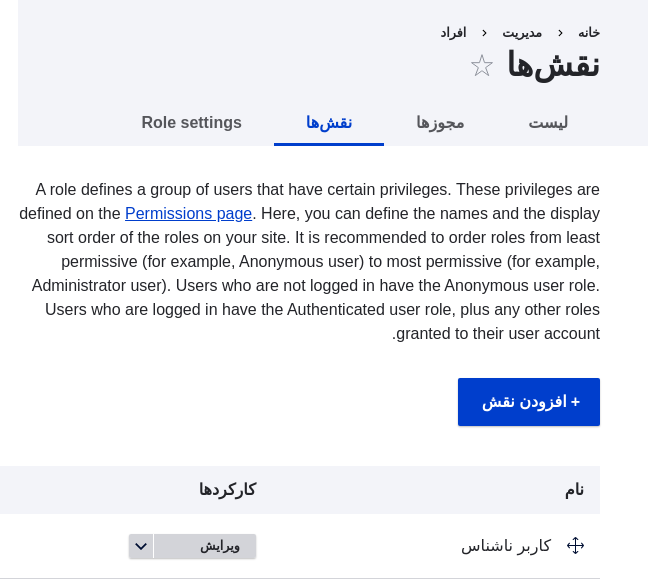 خانه › مدیریت › افراد
نقش‌ها ☆
لیست مجوزها نقش‌ها Role settings
A role defines a group of users that have certain privileges. These privileges are
defined on the Permissions page. Here, you can define the names and the display
sort order of the roles on your site. It is recommended to order roles from least
permissive (for example, Anonymous user) to most permissive (for example,
Administrator user). Users who are not logged in have the Anonymous user role.
Users who are logged in have the Authenticated user role, plus any other roles
granted to their user account.
+ افزودن نقش
نام کارکردها
کاربر ناشناس ویرایش